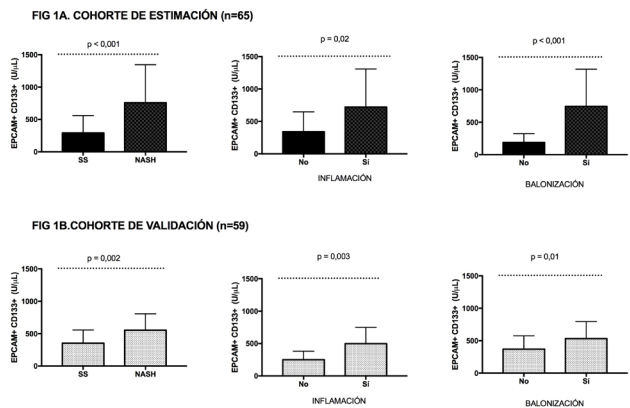 FIG 1A. COHORTE DE ESTIMACIÓN (n=65)
p < 0,001
EPCAM+ CD133+ (U/µL)
1500
1000
500
0
SS NASH
p = 0,02
EPCAM+ CD133+ (U/µL)
1500
1000
500
0
No Sí
INFLAMACIÓN
p < 0,001
EPCAM+ CD133+ (U/µL)
1500
1000
500
0
No Sí
BALONIZACIÓN
FIG 1B.COHORTE DE VALIDACIÓN (n=59)
p = 0,002
EPCAM+ CD133+ (U/µL)
1500
1000
500
0
SS NASH
p = 0,003
EPCAM+ CD133+ (U/µL)
1500
1000
500
0
No Sí
INFLAMACIÓN
p = 0,01
EPCAM+ CD133+ (U/µL)
1500
1000
500
0
No Sí
BALONIZACIÓN